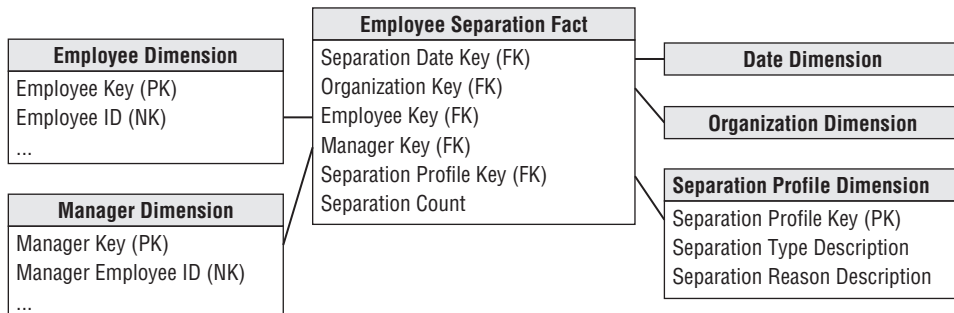 Employee Dimension
Employee Key (PK)
Employee ID (NK)
...
Manager Dimension
Manager Key (PK)
Manager Employee ID (NK)
...
Employee Separation Fact
Separation Date Key (FK)
Organization Key (FK)
Employee Key (FK)
Manager Key (FK)
Separation Profile Key (FK)
Separation Count
Date Dimension
Organization Dimension
Separation Profile Dimension
Separation Profile Key (PK)
Separation Type Description
Separation Reason Description